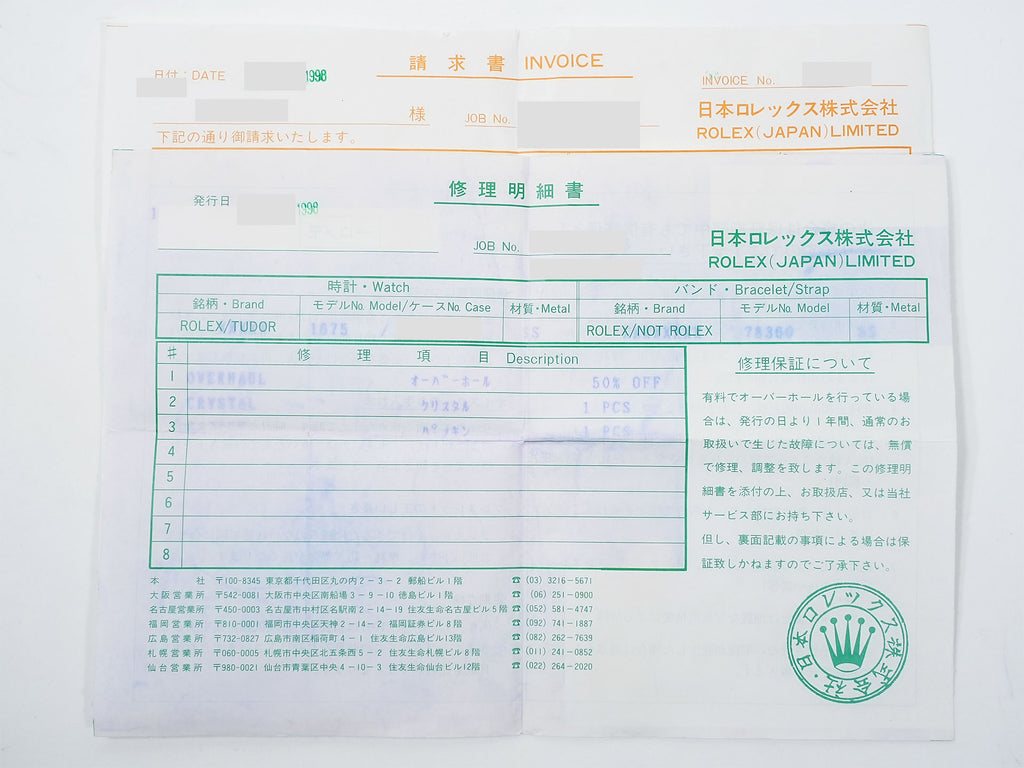 請求書 INVOICE
日付：DATE 1998
INVOICE No.
様 JOB No.
日本ロレックス株式会社
ROLEX(JAPAN)LIMITED
下記の通り御請求いたします。
修理明細書
発行日 1998
JOB No.
日本ロレックス株式会社
ROLEX(JAPAN)LIMITED
時計・Watch バンド・Bracelet/Strap
銘柄・Brand モデルNo. Model/ケースNo. Case 材質・Metal 銘柄・Brand モデルNo. Model 材質・Metal
ROLEX/TUDOR 1675 / SS ROLEX/NOT ROLEX 78360 SS
# 修理項目 Description
1 OVERHAUL オーバーホール 50% OFF
2 CRYSTAL クリスタル 1 PCS
3 1 PCS
4
5
6
7
8
修理保証について
有料でオーバーホールを行っている場
合は、発行の日より1年間、通常のお
取扱いで生じた故障については、無償
で修理、調整を致します。この修理明
細書を添付の上、お取扱店、又は当社
サービス部にお持ち下さい。
但し、裏面記載の事項による場合は保
証致しかねますのでご了承下さい。
本社 〒100-8345 東京都千代田区丸の内2-3-2 郵船ビル1階 ☎(03) 3216-5671
大阪営業所 〒542-0081 大阪市中央区南船場3-9-10 徳島ビル1階 ☎(06) 251-0900
名古屋営業所 〒450-0003 名古屋市中村区名駅南2-14-19 住友生命名古屋ビル5階 ☎(052) 581-4747
福岡営業所 〒810-0001 福岡市中央区天神2-14-2 福岡証券ビル8階 ☎(092) 741-1887
広島営業所 〒732-0827 広島市南区稲荷町4-1 住友生命広島ビル13階 ☎(082) 262-7639
札幌営業所 〒060-0005 札幌市中央区北五条西5-2 住友生命札幌ビル8階 ☎(011) 241-0852
仙台営業所 〒980-0021 仙台市青葉区中央4-10-3 住友生命仙台ビル12階 ☎(022) 264-2020
日本ロレックス株式会社・